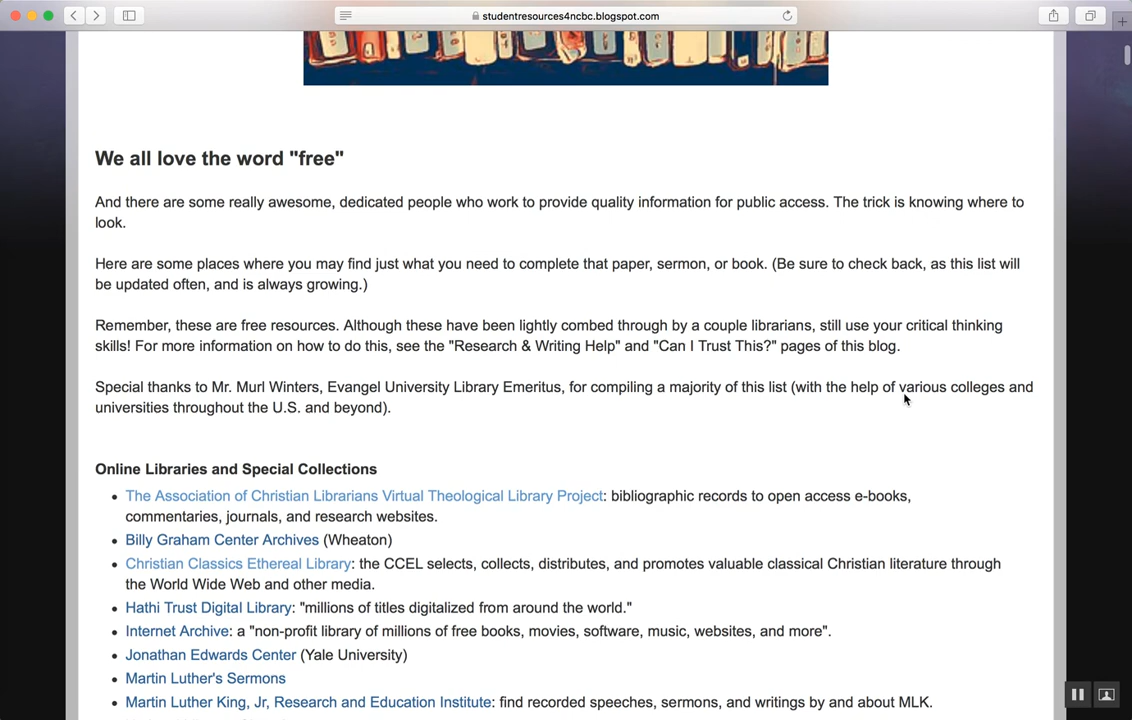 studentresources4ncbc.blogspot.com
We all love the word "free"
And there are some really awesome, dedicated people who work to provide quality information for public access. The trick is knowing where to
look.
Here are some places where you may find just what you need to complete that paper, sermon, or book. (Be sure to check back, as this list will
be updated often, and is always growing.)
Remember, these are free resources. Although these have been lightly combed through by a couple librarians, still use your critical thinking
skills! For more information on how to do this, see the "Research & Writing Help" and "Can I Trust This?" pages of this blog.
Special thanks to Mr. Murl Winters, Evangel University Library Emeritus, for compiling a majority of this list (with the help of various colleges and
universities throughout the U.S. and beyond).
Online Libraries and Special Collections
• The Association of Christian Librarians Virtual Theological Library Project: bibliographic records to open access e-books,
commentaries, journals, and research websites.
• Billy Graham Center Archives (Wheaton)
• Christian Classics Ethereal Library: the CCEL selects, collects, distributes, and promotes valuable classical Christian literature through
the World Wide Web and other media.
• Hathi Trust Digital Library: "millions of titles digitalized from around the world."
• Internet Archive: a "non-profit library of millions of free books, movies, software, music, websites, and more".
• Jonathan Edwards Center (Yale University)
• Martin Luther's Sermons
• Martin Luther King, Jr, Research and Education Institute: find recorded speeches, sermons, and writings by and about MLK.